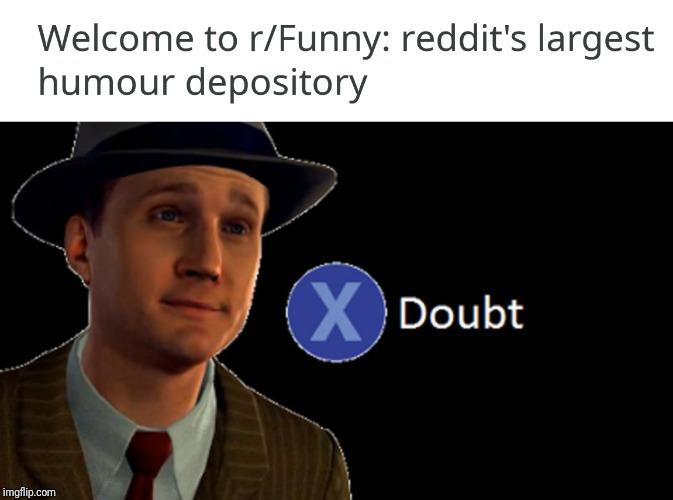 Welcome to r/Funny: reddit's largest
humour depository
X Doubt
imgflip.com